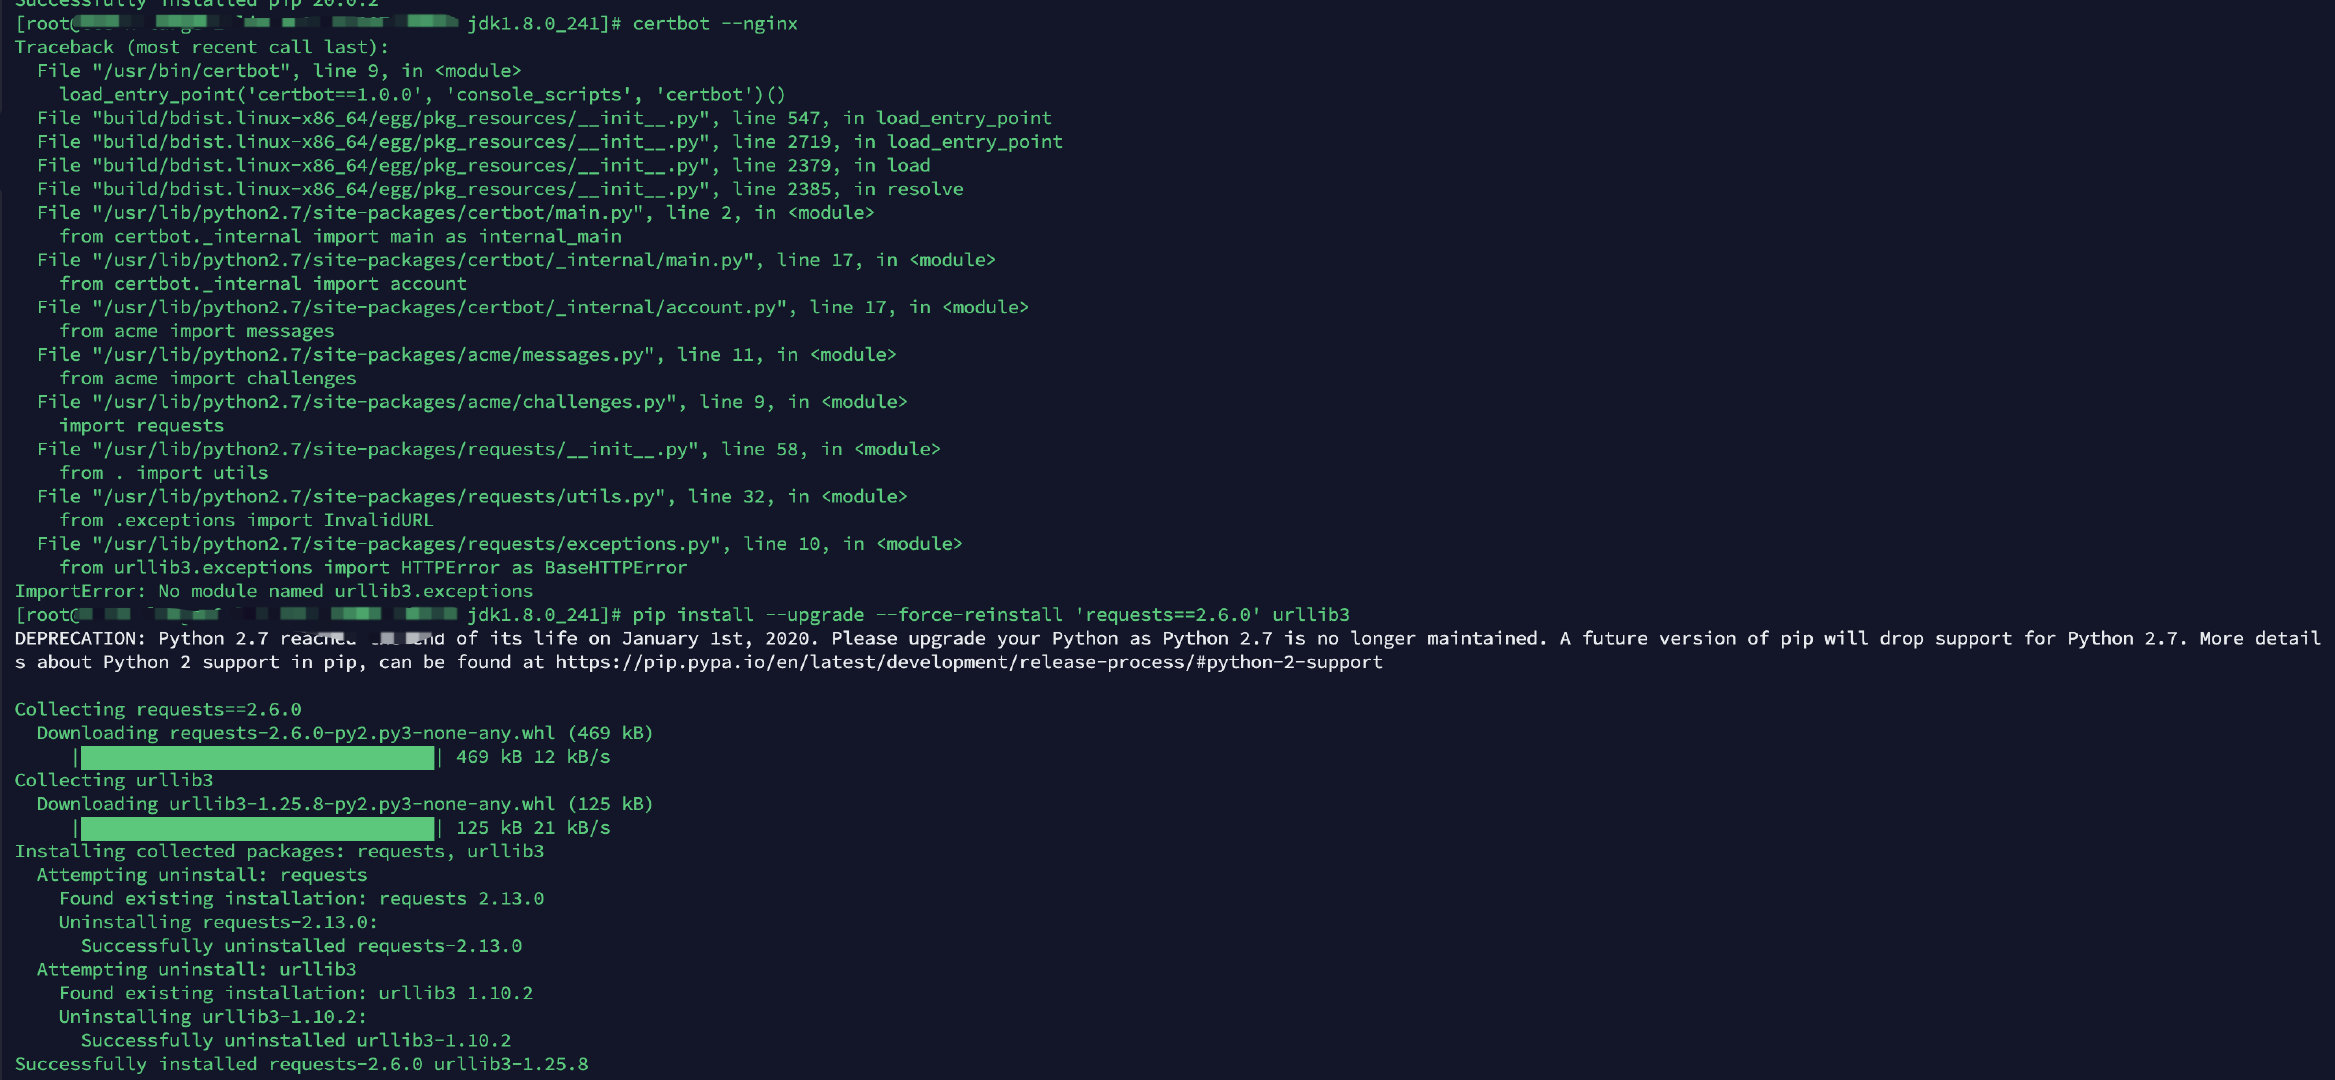 Successfully installed pip 20.0.2
[root@ jdk1.8.0_241]# certbot --nginx
Traceback (most recent call last):
  File "/usr/bin/certbot", line 9, in <module>
    load_entry_point('certbot==1.0.0', 'console_scripts', 'certbot')()
  File "build/bdist.linux-x86_64/egg/pkg_resources/__init__.py", line 547, in load_entry_point
  File "build/bdist.linux-x86_64/egg/pkg_resources/__init__.py", line 2719, in load_entry_point
  File "build/bdist.linux-x86_64/egg/pkg_resources/__init__.py", line 2379, in load
  File "build/bdist.linux-x86_64/egg/pkg_resources/__init__.py", line 2385, in resolve
  File "/usr/lib/python2.7/site-packages/certbot/main.py", line 2, in <module>
    from certbot._internal import main as internal_main
  File "/usr/lib/python2.7/site-packages/certbot/_internal/main.py", line 17, in <module>
    from certbot._internal import account
  File "/usr/lib/python2.7/site-packages/certbot/_internal/account.py", line 17, in <module>
    from acme import messages
  File "/usr/lib/python2.7/site-packages/acme/messages.py", line 11, in <module>
    from acme import challenges
  File "/usr/lib/python2.7/site-packages/acme/challenges.py", line 9, in <module>
    import requests
  File "/usr/lib/python2.7/site-packages/requests/__init__.py", line 58, in <module>
    from . import utils
  File "/usr/lib/python2.7/site-packages/requests/utils.py", line 32, in <module>
    from .exceptions import InvalidURL
  File "/usr/lib/python2.7/site-packages/requests/exceptions.py", line 10, in <module>
    from urllib3.exceptions import HTTPError as BaseHTTPError
ImportError: No module named urllib3.exceptions
[root@ jdk1.8.0_241]# pip install --upgrade --force-reinstall 'requests==2.6.0' urllib3
DEPRECATION: Python 2.7 reached the end of its life on January 1st, 2020. Please upgrade your Python as Python 2.7 is no longer maintained. A future version of pip will drop support for Python 2.7. More detail
s about Python 2 support in pip, can be found at https://pip.pypa.io/en/latest/development/release-process/#python-2-support
Collecting requests==2.6.0
  Downloading requests-2.6.0-py2.py3-none-any.whl (469 kB)
     | | 469 kB 12 kB/s
Collecting urllib3
  Downloading urllib3-1.25.8-py2.py3-none-any.whl (125 kB)
     | | 125 kB 21 kB/s
Installing collected packages: requests, urllib3
  Attempting uninstall: requests
    Found existing installation: requests 2.13.0
    Uninstalling requests-2.13.0:
      Successfully uninstalled requests-2.13.0
  Attempting uninstall: urllib3
    Found existing installation: urllib3 1.10.2
    Uninstalling urllib3-1.10.2:
      Successfully uninstalled urllib3-1.10.2
Successfully installed requests-2.6.0 urllib3-1.25.8